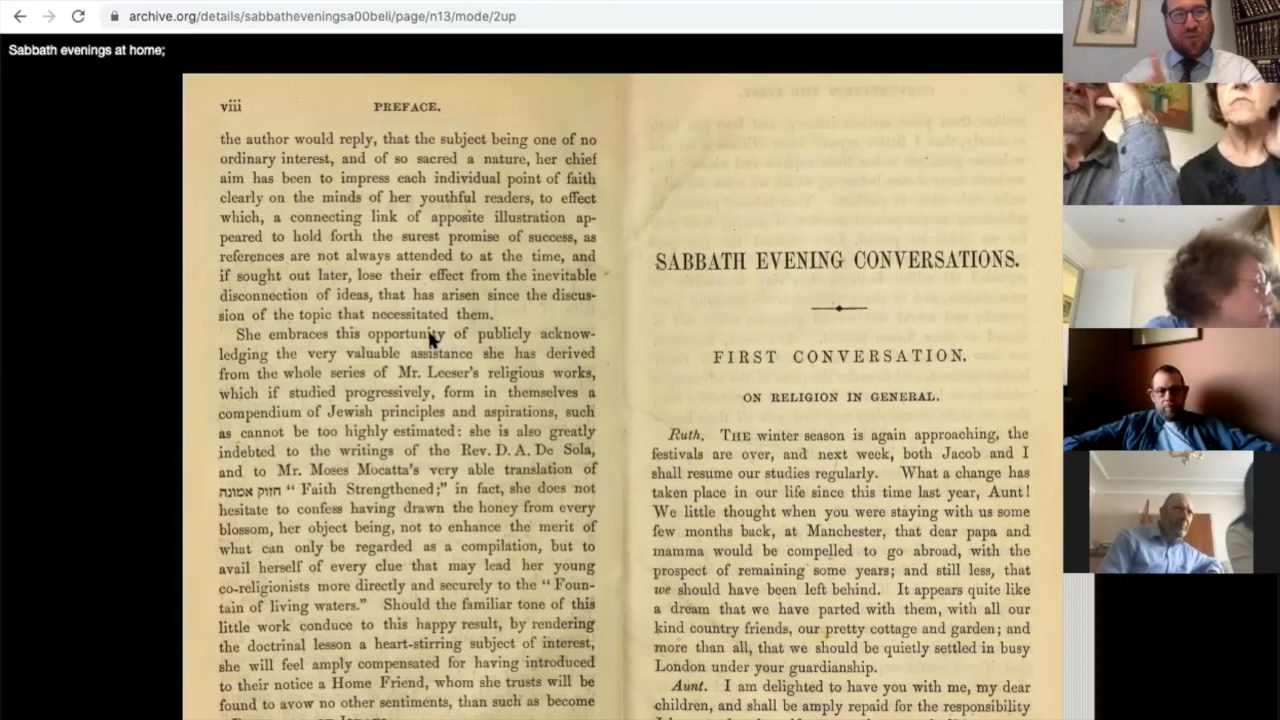 archive.org/details/sabbatheveningsa00beli/page/n13/mode/2up
Sabbath evenings at home;
viii PREFACE.
the author would reply, that the subject being one of no
ordinary interest, and of so sacred a nature, her chief
aim has been to impress each individual point of faith
clearly on the minds of her youthful readers, to effect
which, a connecting link of apposite illustration ap-
peared to hold forth the surest promise of success, as
references are not always attended to at the time, and
if sought out later, lose their effect from the inevitable
disconnection of ideas, that has arisen since the discus-
sion of the topic that necessitated them.
She embraces this opportunity of publicly acknow-
ledging the very valuable assistance she has derived
from the whole series of Mr. Leeser's religious works,
which if studied progressively, form in themselves a
compendium of Jewish principles and aspirations, such
as cannot be too highly estimated: she is also greatly
indebted to the writings of the Rev. D. A. De Sola,
and to Mr. Moses Mocatta's very able translation of
חזוק אמונה “ Faith Strengthened;” in fact, she does not
hesitate to confess having drawn the honey from every
blossom, her object being, not to enhance the merit of
what can only be regarded as a compilation, but to
avail herself of every clue that may lead her young
co-religionists more directly and securely to the “ Foun-
tain of living waters.” Should the familiar tone of this
little work conduce to this happy result, by rendering
the doctrinal lesson a heart-stirring subject of interest,
she will feel amply compensated for having introduced
to their notice a Home Friend, whom she trusts will be
found to avow no other sentiments, than such as become
SABBATH EVENING CONVERSATIONS.
FIRST CONVERSATION.
ON RELIGION IN GENERAL.
Ruth. THE winter season is again approaching, the
festivals are over, and next week, both Jacob and I
shall resume our studies regularly. What a change has
taken place in our life since this time last year, Aunt!
We little thought when you were staying with us some
few months back, at Manchester, that dear papa and
mamma would be compelled to go abroad, with the
prospect of remaining some years; and still less, that
we should have been left behind. It appears quite like
a dream that we have parted with them, with all our
kind country friends, our pretty cottage and garden; and
more than all, that we should be quietly settled in busy
London under your guardianship.
Aunt. I am delighted to have you with me, my dear
children, and shall be amply repaid for the responsibility